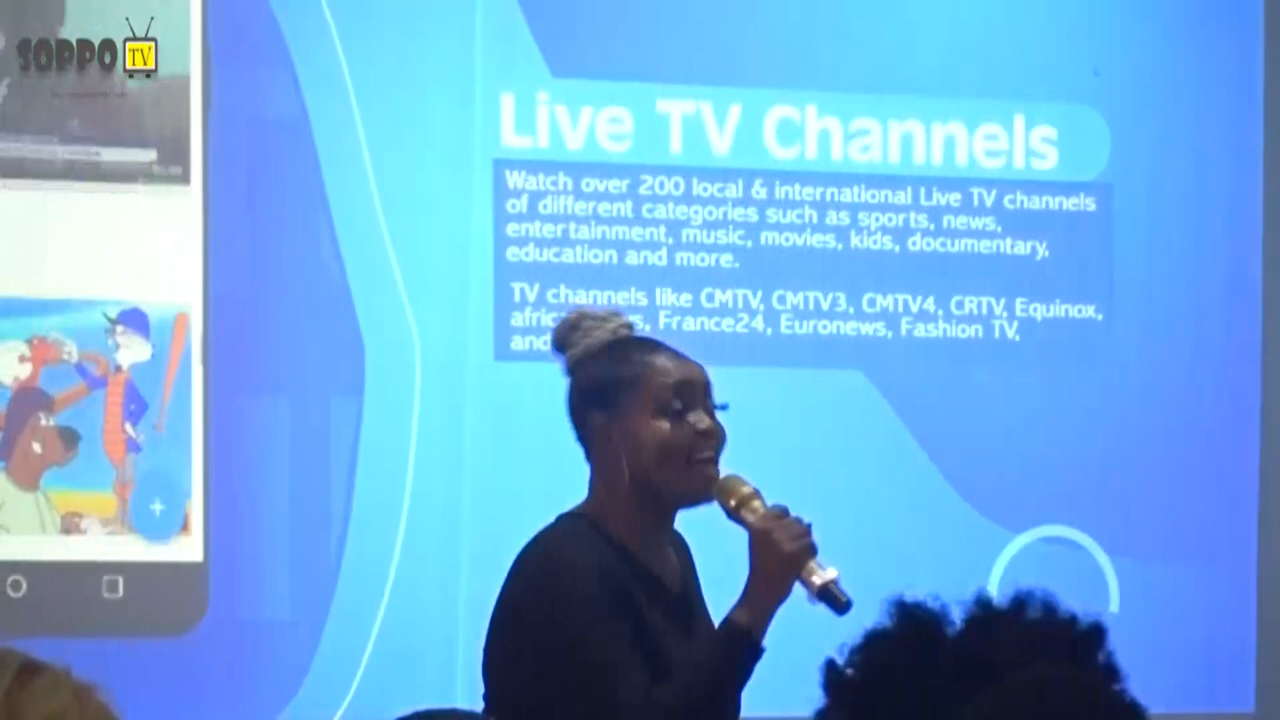 SOPPO TV
Live TV Channels
Watch over 200 local & international Live TV channels
of different categories such as sports, news,
entertainment, music, movies, kids, documentary,
education and more.
TV channels like CMTV, CMTV3, CMTV4, CRTV, Equinox,
France24, Euronews, Fashion TV,
and